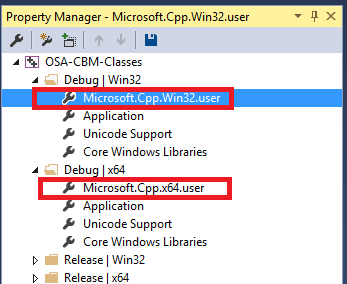 Property Manager - Microsoft.Cpp.Win32.user
OSA-CBM-Classes
Debug | Win32
Microsoft.Cpp.Win32.user
Application
Unicode Support
Core Windows Libraries
Debug | x64
Microsoft.Cpp.x64.user
Application
Unicode Support
Core Windows Libraries
Release | Win32
Release | x64